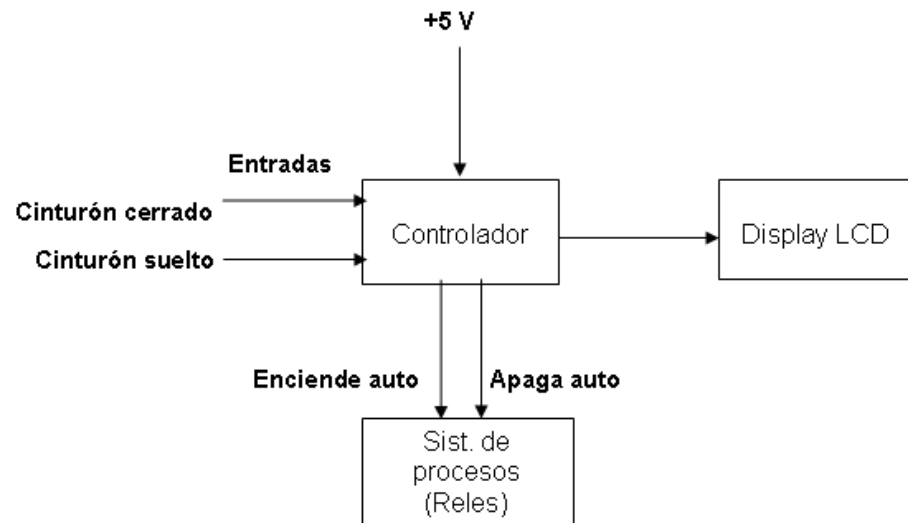 +5 V
Entradas
Cinturón cerrado
Cinturón suelto
Controlador
Display LCD
Enciende auto
Apaga auto
Sist. de
procesos
(Reles)